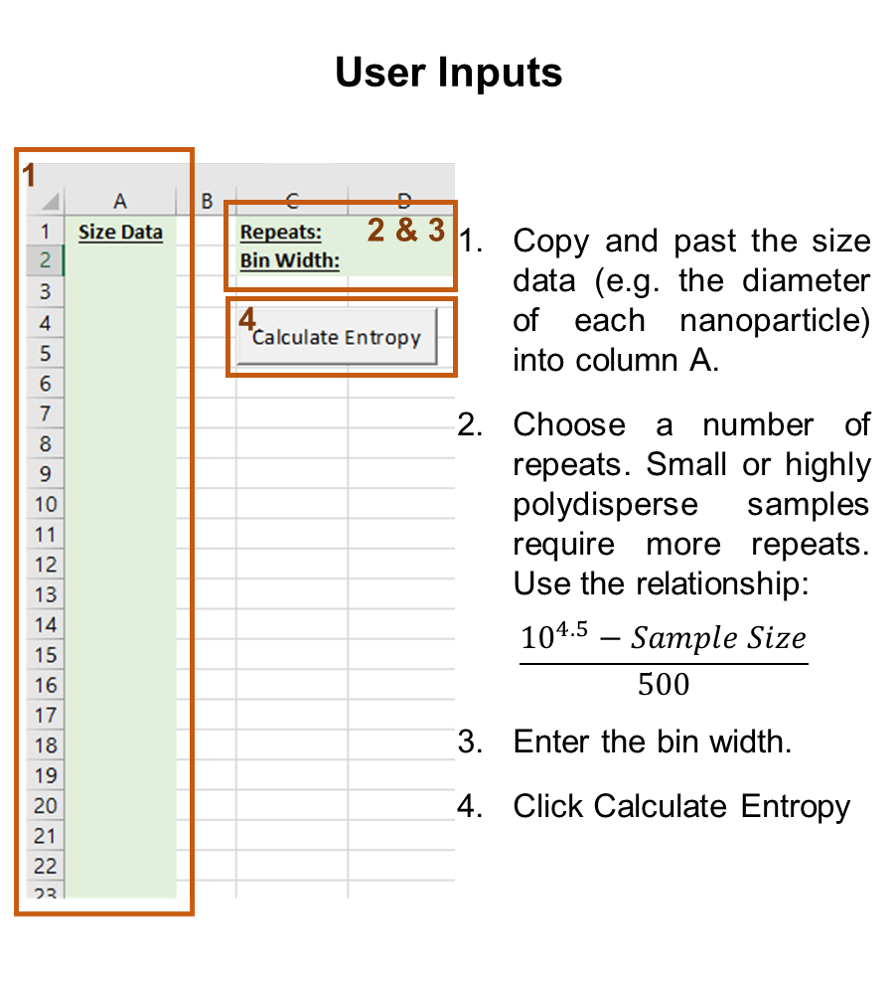 User Inputs
1
A B C D
1 Size Data Repeats: 2 & 3
2 Bin Width:
3
4 4 Calculate Entropy
5
6
7
8
9
10
11
12
13
14
15
16
17
18
19
20
21
22
23
1. Copy and past the size
data (e.g. the diameter
of each nanoparticle)
into column A.
2. Choose a number of
repeats. Small or highly
polydisperse samples
require more repeats.
Use the relationship:
10^4.5 − Sample Size
500
3. Enter the bin width.
4. Click Calculate Entropy